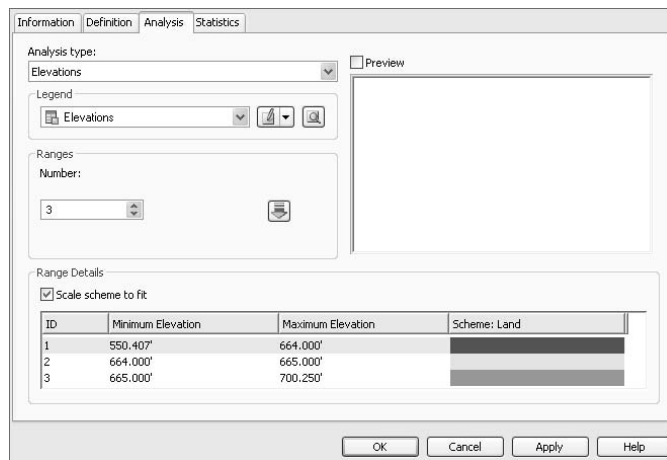 Information Definition Analysis Statistics
Analysis type:
Elevations
Preview
Legend
Elevations
Ranges
Number:
3
Range Details
Scale scheme to fit
ID Minimum Elevation Maximum Elevation Scheme: Land
1 550.407' 664.000'
2 664.000' 665.000'
3 665.000' 700.250'
OK Cancel Apply Help